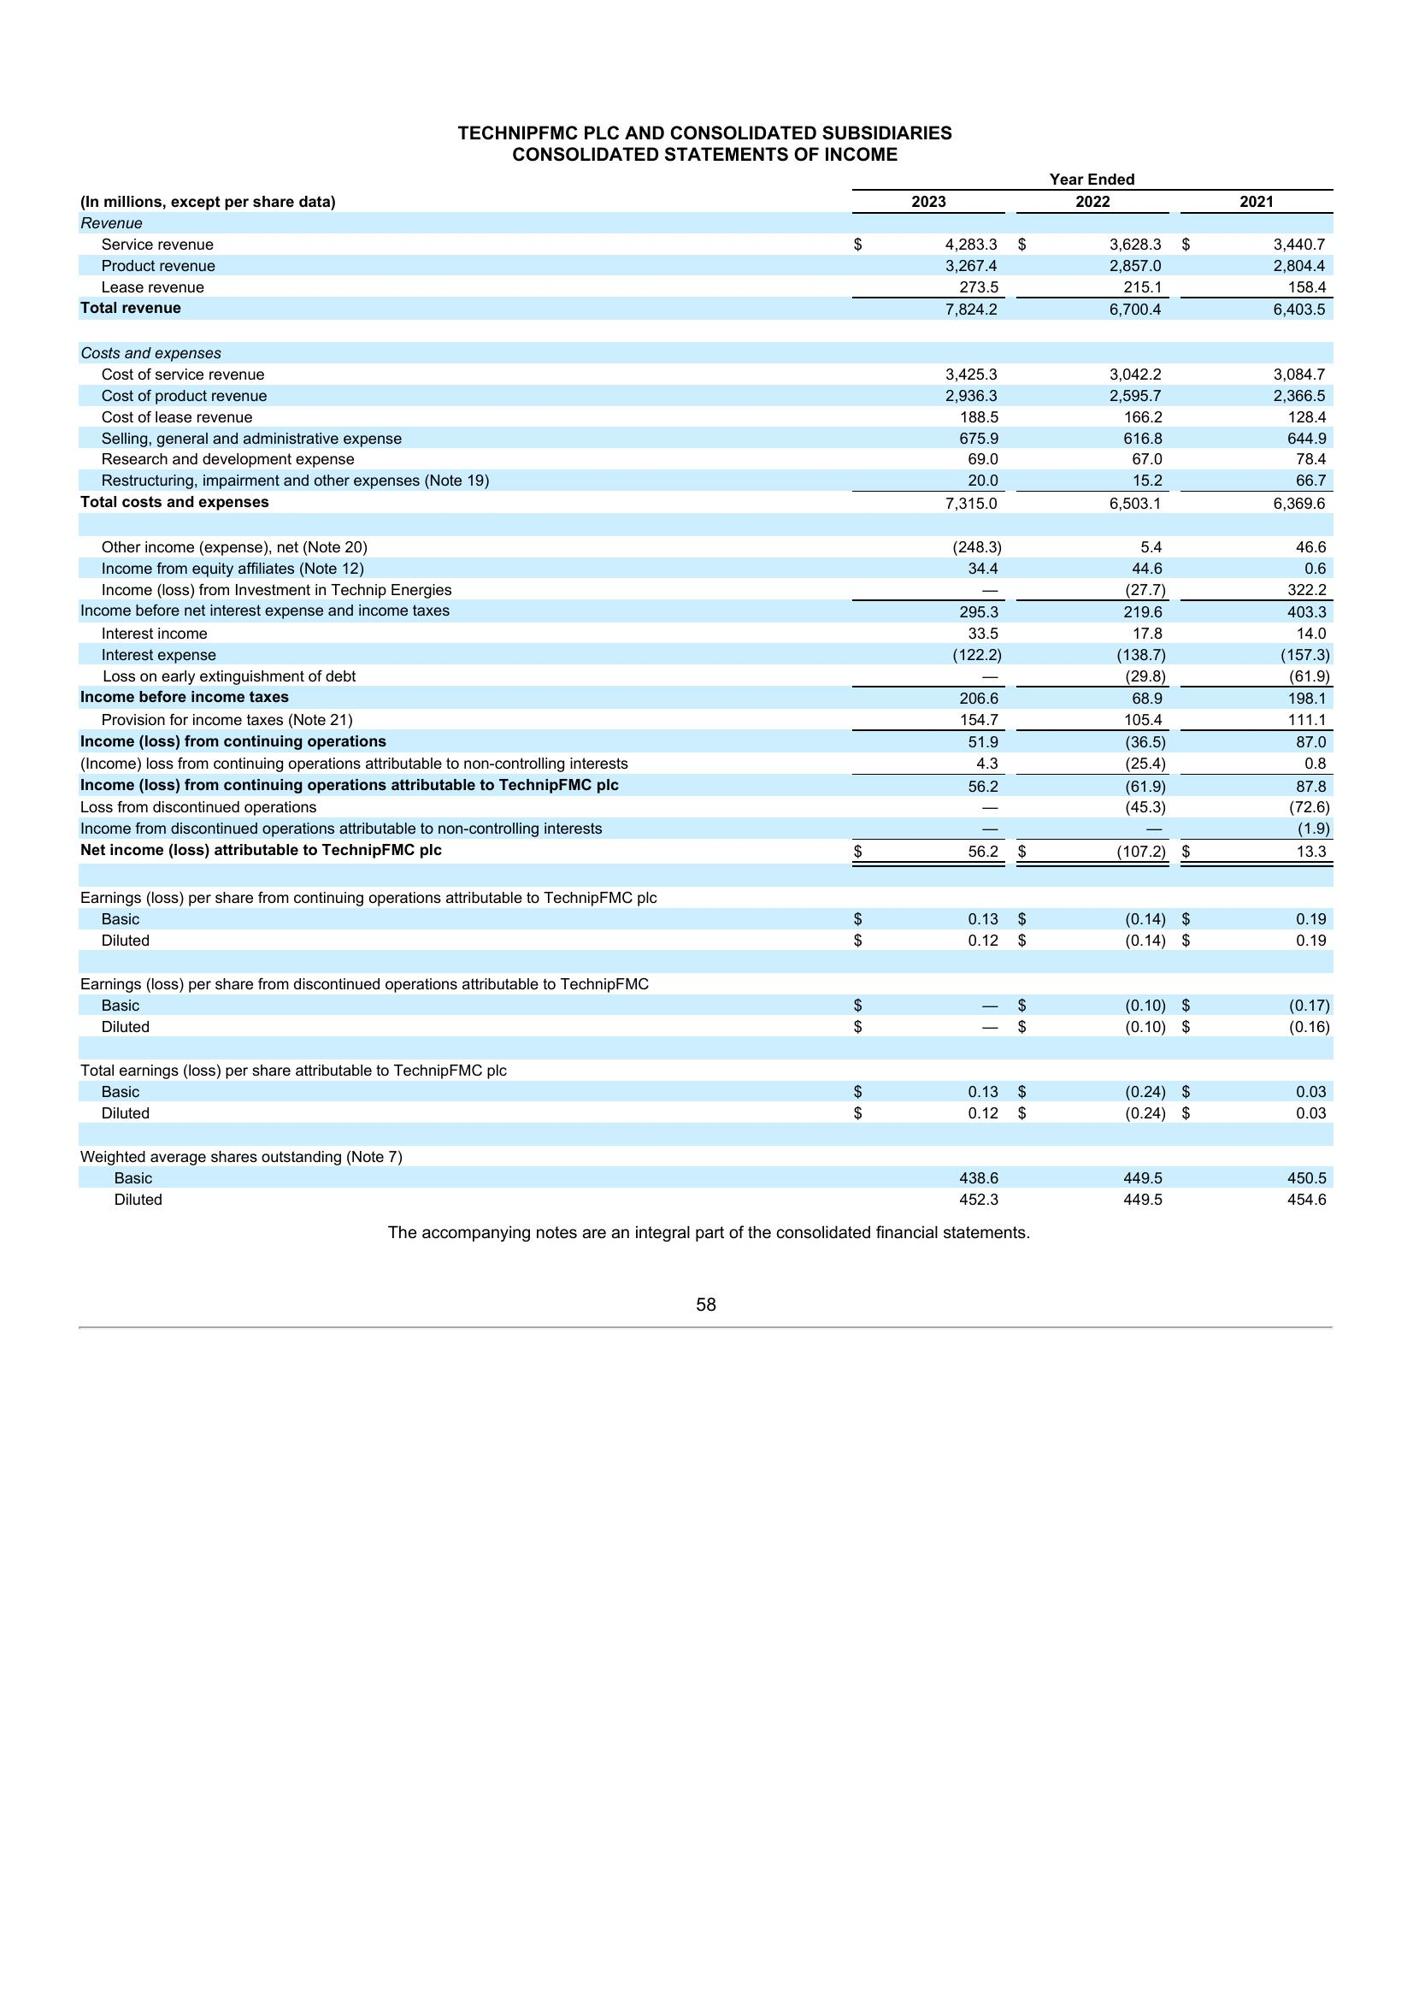 TECHNIPFMC PLC AND CONSOLIDATED SUBSIDIARIES
CONSOLIDATED STATEMENTS OF INCOME
Year Ended
(In millions, except per share data) 2023 2022 2021
Revenue
Service revenue $ 4,283.3 $ 3,628.3 $ 3,440.7
Product revenue 3,267.4 2,857.0 2,804.4
Lease revenue 273.5 215.1 158.4
Total revenue 7,824.2 6,700.4 6,403.5
Costs and expenses
Cost of service revenue 3,425.3 3,042.2 3,084.7
Cost of product revenue 2,936.3 2,595.7 2,366.5
Cost of lease revenue 188.5 166.2 128.4
Selling, general and administrative expense 675.9 616.8 644.9
Research and development expense 69.0 67.0 78.4
Restructuring, impairment and other expenses (Note 19) 20.0 15.2 66.7
Total costs and expenses 7,315.0 6,503.1 6,369.6
Other income (expense), net (Note 20) (248.3) 5.4 46.6
Income from equity affiliates (Note 12) 34.4 44.6 0.6
Income (loss) from Investment in Technip Energies — (27.7) 322.2
Income before net interest expense and income taxes 295.3 219.6 403.3
Interest income 33.5 17.8 14.0
Interest expense (122.2) (138.7) (157.3)
Loss on early extinguishment of debt — (29.8) (61.9)
Income before income taxes 206.6 68.9 198.1
Provision for income taxes (Note 21) 154.7 105.4 111.1
Income (loss) from continuing operations 51.9 (36.5) 87.0
(Income) loss from continuing operations attributable to non-controlling interests 4.3 (25.4) 0.8
Income (loss) from continuing operations attributable to TechnipFMC plc 56.2 (61.9) 87.8
Loss from discontinued operations — (45.3) (72.6)
Income from discontinued operations attributable to non-controlling interests — — (1.9)
Net income (loss) attributable to TechnipFMC plc $ 56.2 $ (107.2) $ 13.3
Earnings (loss) per share from continuing operations attributable to TechnipFMC plc
Basic $ 0.13 $ (0.14) $ 0.19
Diluted $ 0.12 $ (0.14) $ 0.19
Earnings (loss) per share from discontinued operations attributable to TechnipFMC
Basic $ — $ (0.10) $ (0.17)
Diluted $ — $ (0.10) $ (0.16)
Total earnings (loss) per share attributable to TechnipFMC plc
Basic $ 0.13 $ (0.24) $ 0.03
Diluted $ 0.12 $ (0.24) $ 0.03
Weighted average shares outstanding (Note 7)
Basic 438.6 449.5 450.5
Diluted 452.3 449.5 454.6
The accompanying notes are an integral part of the consolidated financial statements.
58